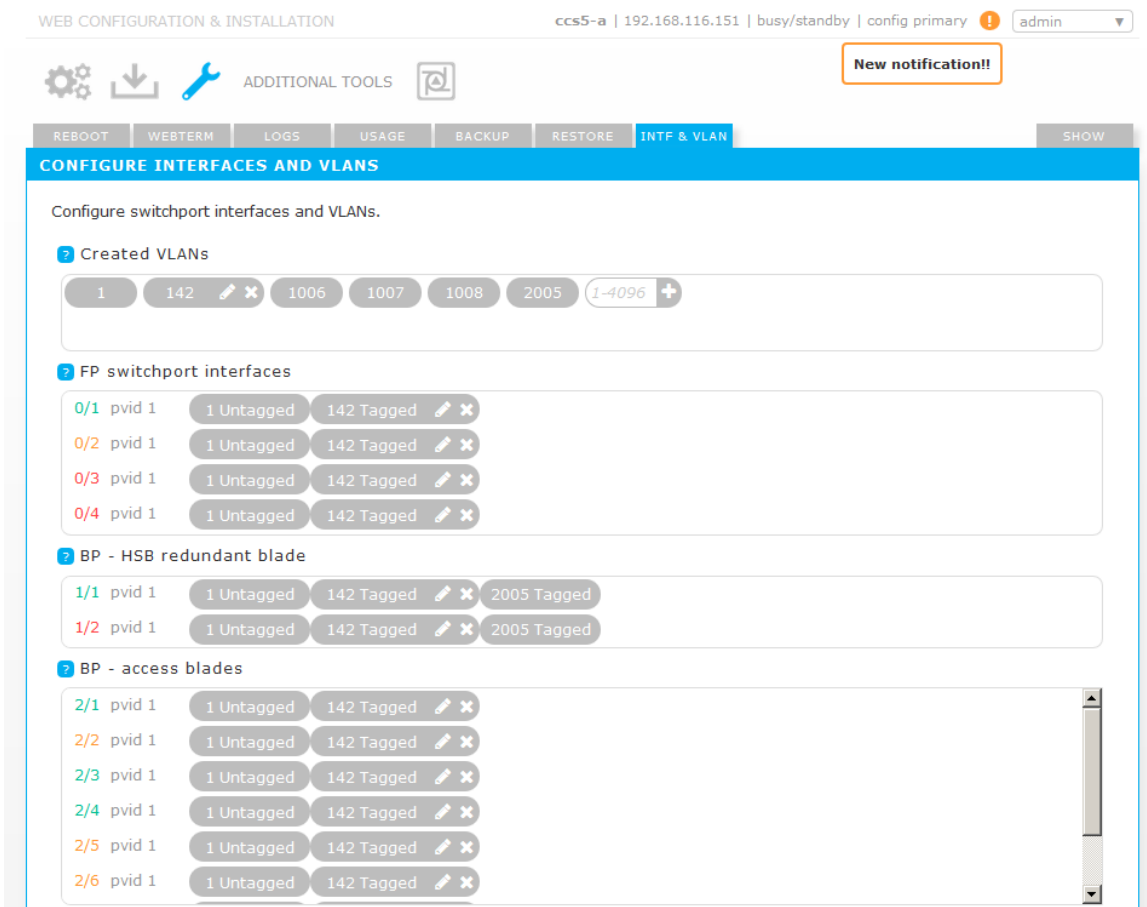 WEB CONFIGURATION & INSTALLATION ccs5-a | 192.168.116.151 | busy/standby | config primary ! admin
New notification!!
ADDITIONAL TOOLS
REBOOT WEBTERM LOGS USAGE BACKUP RESTORE INTF & VLAN SHOW
CONFIGURE INTERFACES AND VLANS
Configure switchport interfaces and VLANs.
? Created VLANs
1 142 1006 1007 1008 2005 1-4096
? FP switchport interfaces
0/1 pvid 1 1 Untagged 142 Tagged
0/2 pvid 1 1 Untagged 142 Tagged
0/3 pvid 1 1 Untagged 142 Tagged
0/4 pvid 1 1 Untagged 142 Tagged
? BP - HSB redundant blade
1/1 pvid 1 1 Untagged 142 Tagged 2005 Tagged
1/2 pvid 1 1 Untagged 142 Tagged 2005 Tagged
? BP - access blades
2/1 pvid 1 1 Untagged 142 Tagged
2/2 pvid 1 1 Untagged 142 Tagged
2/3 pvid 1 1 Untagged 142 Tagged
2/4 pvid 1 1 Untagged 142 Tagged
2/5 pvid 1 1 Untagged 142 Tagged
2/6 pvid 1 1 Untagged 142 Tagged